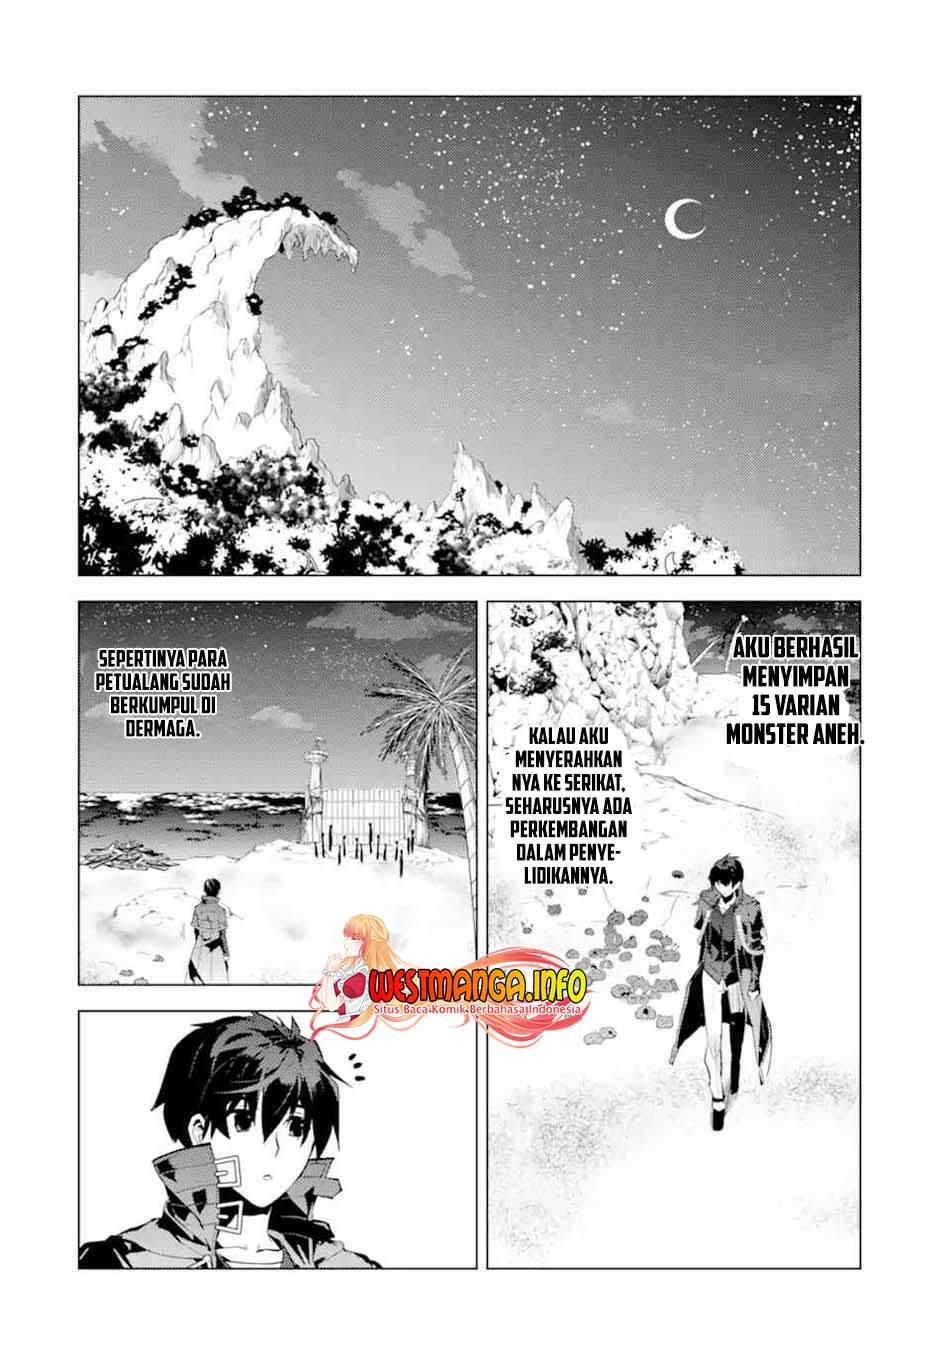 AKU BERHASIL
MENYIMPAN
15 VARIAN
MONSTER ANEH.
KALAU AKU
MENYERAHKAN
NYA KE SERIKAT,
SEHARUSNYA ADA
PERKEMBANGAN
DALAM PENYE-
LIDIKANNYA.
SEPERTINYA PARA
PETUALANG SUDAH
BERKUMPUL DI
DERMAGA.
WESTMANGA.INFO
Situs Baca Komik Berbahasa Indonesia